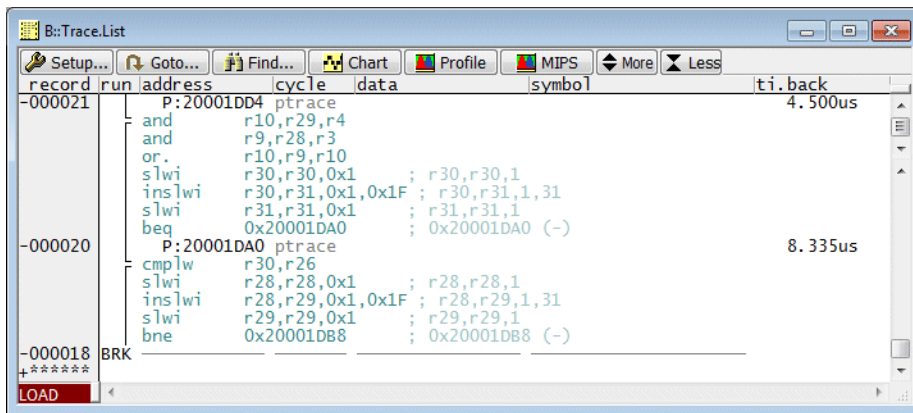 B::Trace.List
Setup... Goto... Find... Chart Profile MIPS More Less
record run address cycle data symbol ti.back
-000021 P:20001DD4 ptrace 4.500us
and r10,r29,r4
and r9,r28,r3
or. r10,r9,r10
slwi r30,r30,0x1 ; r30,r30,1
inslwi r30,r31,0x1,0x1F ; r30,r31,1,31
slwi r31,r31,0x1 ; r31,r31,1
beq 0x20001DA0 ; 0x20001DA0 (-)
-000020 P:20001DA0 ptrace 8.335us
cmplw r30,r26
slwi r28,r28,0x1 ; r28,r28,1
inslwi r28,r29,0x1,0x1F ; r28,r29,1,31
slwi r29,r29,0x1 ; r29,r29,1
bne 0x20001DB8 ; 0x20001DB8 (-)
-000018 BRK
+******
LOAD